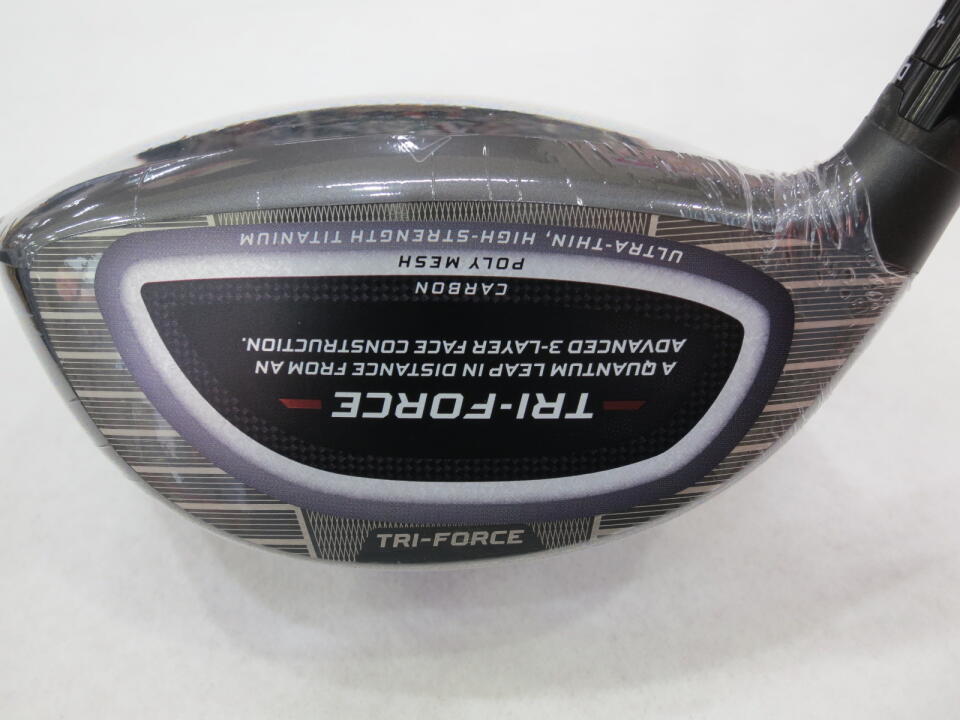 TRI-FORCE
A QUANTUM LEAP IN DISTANCE FROM AN
ADVANCED 3-LAYER FACE CONSTRUCTION.
CARBON
POLY MESH
ULTRA-THIN, HIGH-STRENGTH TITANIUM
TRI-FORCE